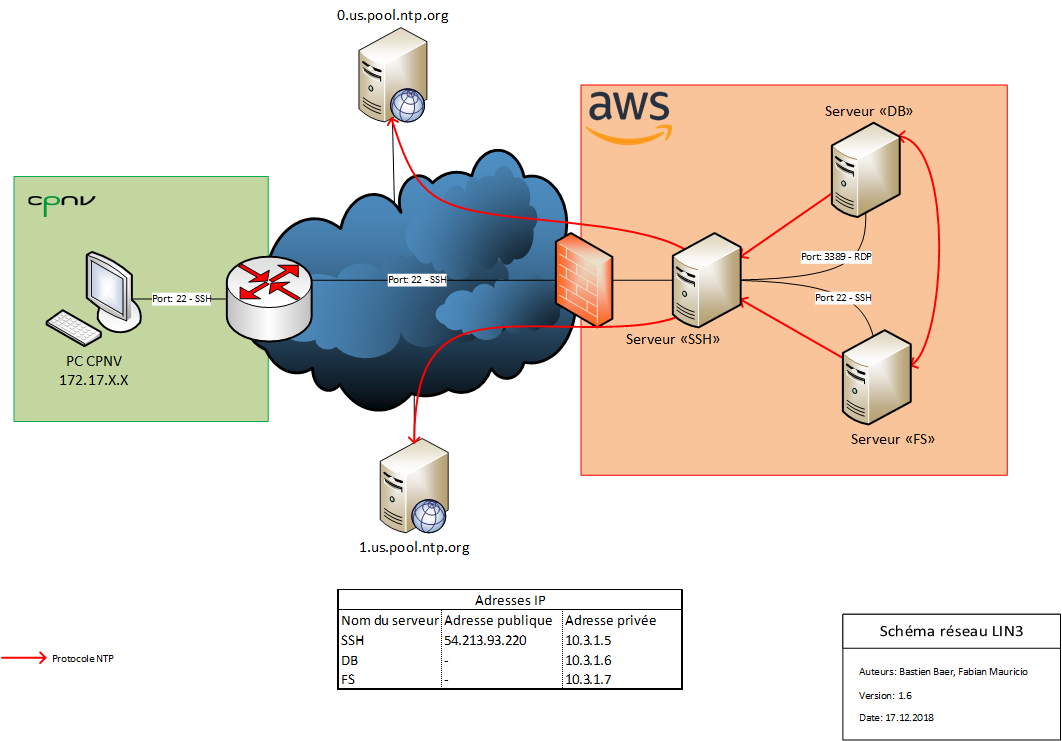 0.us.pool.ntp.org
aws
Serveur «DB»
cpnv
Port: 3389 - RDP
Port: 22 - SSH
Port: 22 - SSH
Port 22 - SSH
Serveur «SSH»
PC CPNV
172.17.X.X
Serveur «FS»
1.us.pool.ntp.org
Adresses IP
Nom du serveur Adresse publique Adresse privée
SSH 54.213.93.220 10.3.1.5
DB - 10.3.1.6
FS - 10.3.1.7
Protocole NTP
Schéma réseau LIN3
Auteurs: Bastien Baer, Fabian Mauricio
Version: 1.6
Date: 17.12.2018